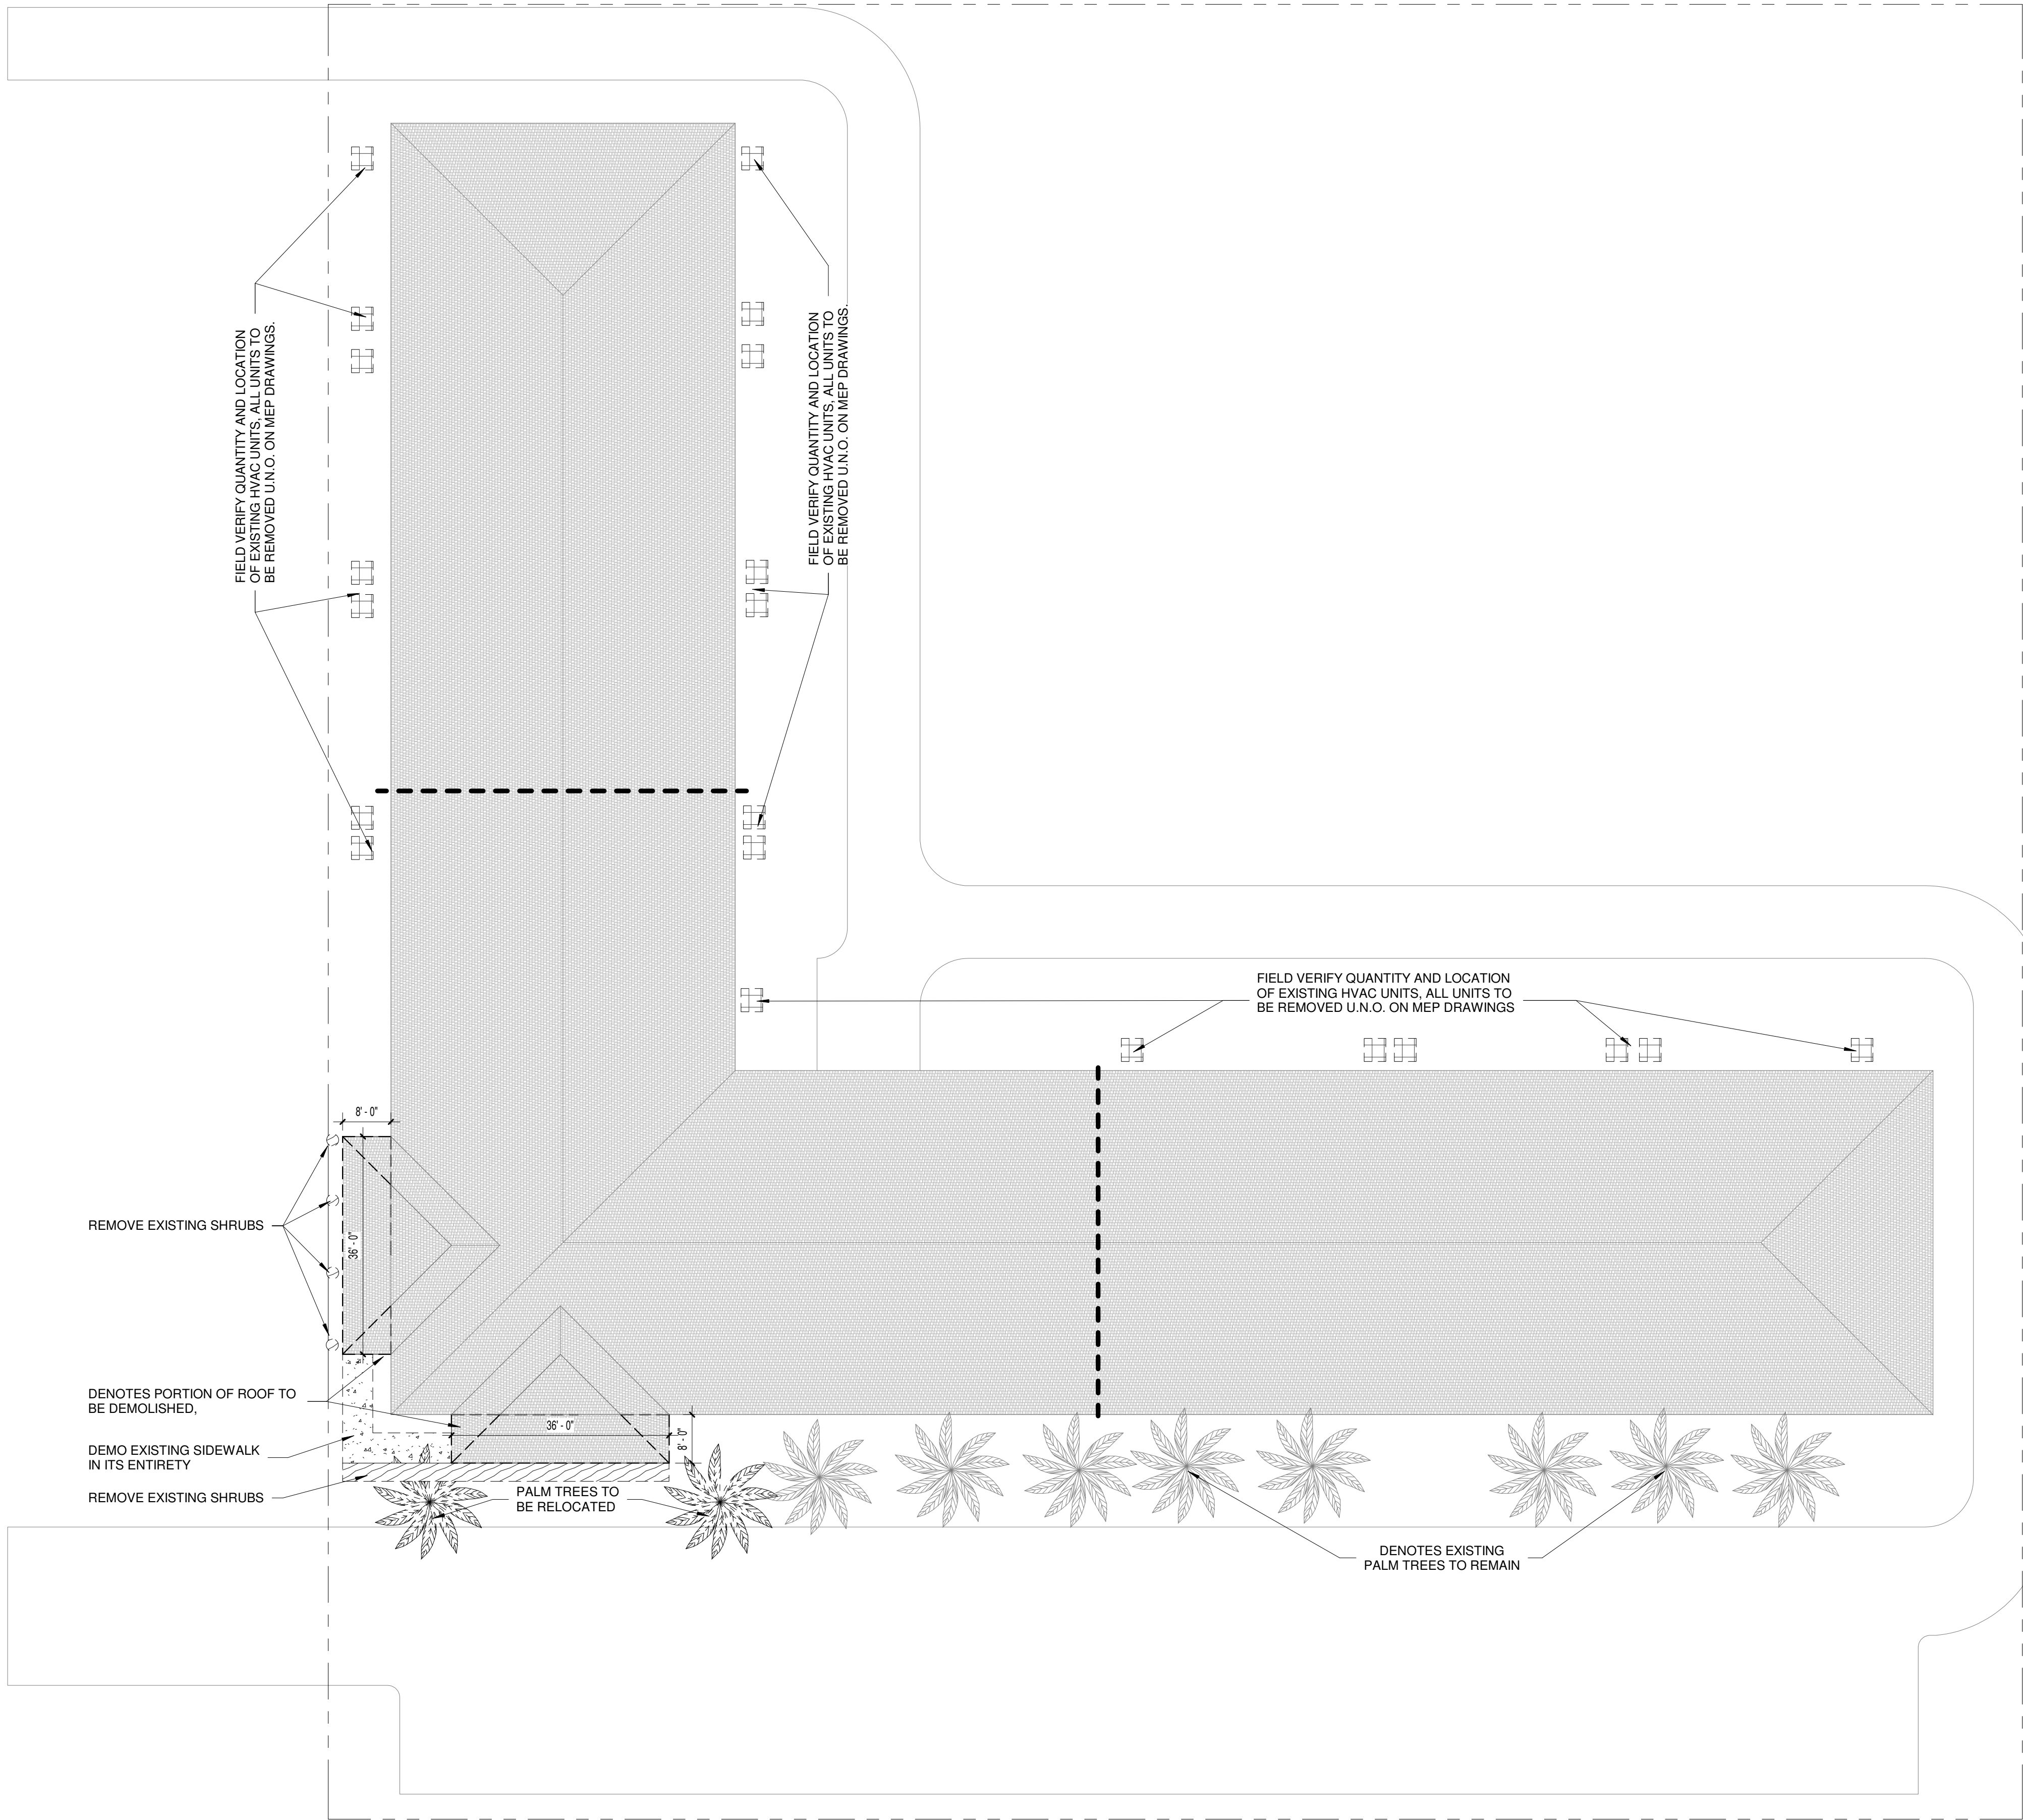 FIELD VERIFY QUANTITY AND LOCATION
OF EXISTING HVAC UNITS, ALL UNITS TO
BE REMOVED U.N.O. ON MEP DRAWINGS.
FIELD VERIFY QUANTITY AND LOCATION
OF EXISTING HVAC UNITS, ALL UNITS TO
BE REMOVED U.N.O. ON MEP DRAWINGS.
FIELD VERIFY QUANTITY AND LOCATION
OF EXISTING HVAC UNITS, ALL UNITS TO
BE REMOVED U.N.O. ON MEP DRAWINGS
8' - 0"
REMOVE EXISTING SHRUBS
36' - 0"
DENOTES PORTION OF ROOF TO
BE DEMOLISHED,
36' - 0"
8' - 0"
DEMO EXISTING SIDEWALK
IN ITS ENTIRETY
REMOVE EXISTING SHRUBS
PALM TREES TO
BE RELOCATED
DENOTES EXISTING
PALM TREES TO REMAIN